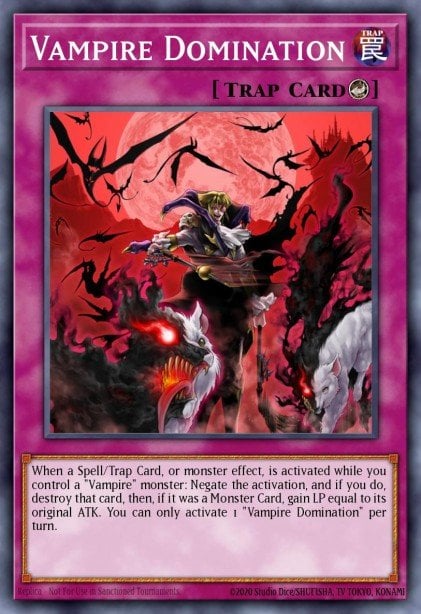 Vampire Domination
TRAP
罠
[ Trap Card ]
When a Spell/Trap Card, or monster effect, is activated while you
control a "Vampire" monster: Negate the activation, and if you do,
destroy that card, then, if it was a Monster Card, gain LP equal to its
original ATK. You can only activate 1 "Vampire Domination" per
turn.
Replica - Not For Use in Sanctioned Tournaments
©2020 Studio Dice/SHUEISHA, TV TOKYO, KONAMI